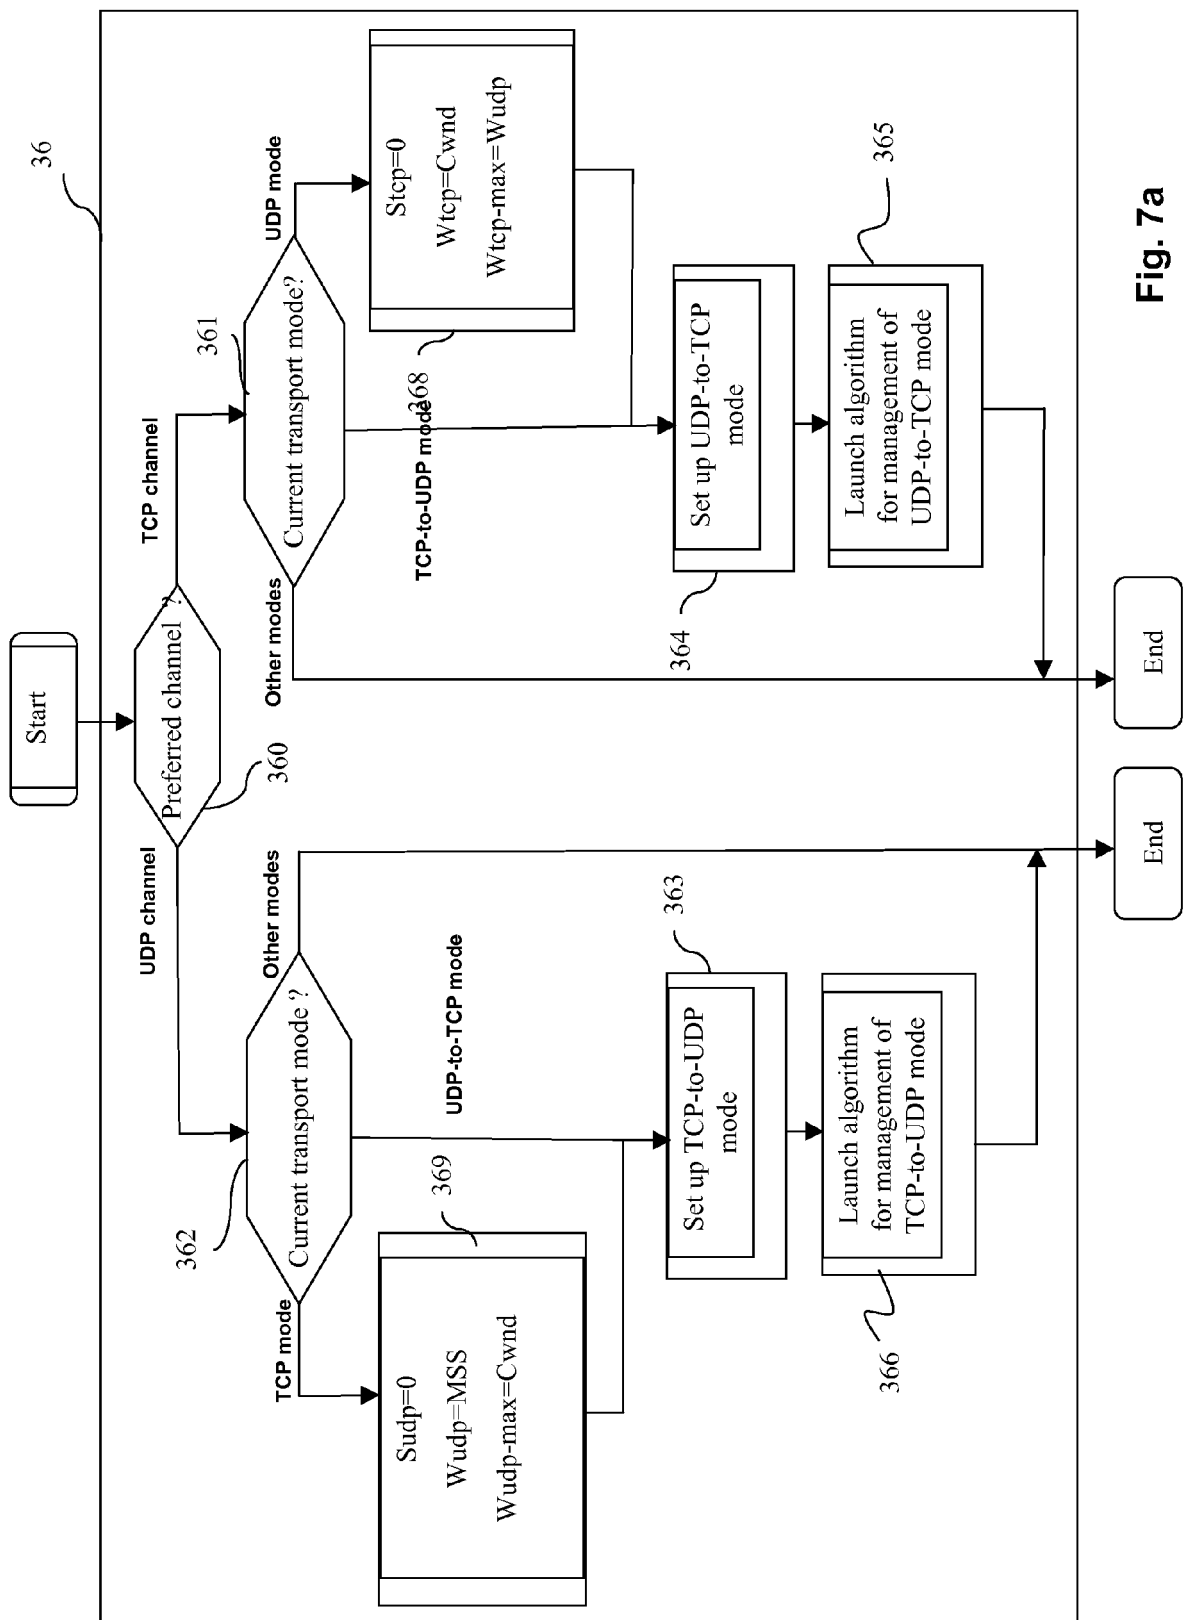 36
Start
Preferred channel ?
360
UDP channel
TCP channel
362
Current transport mode ?
TCP mode
Other modes
UDP-to-TCP mode
361
Current transport mode?
Other modes
UDP mode
TCP-to-UDP mode
369
Sudp=0
Wudp=MSS
Wudp-max=Cwnd
368
Stcp=0
Wtcp=Cwnd
Wtcp-max=Wudp
363
Set up TCP-to-UDP
mode
364
Set up UDP-to-TCP
mode
366
Launch algorithm
for management of
TCP-to-UDP mode
365
Launch algorithm
for management of
UDP-to-TCP mode
End
End
Fig. 7a